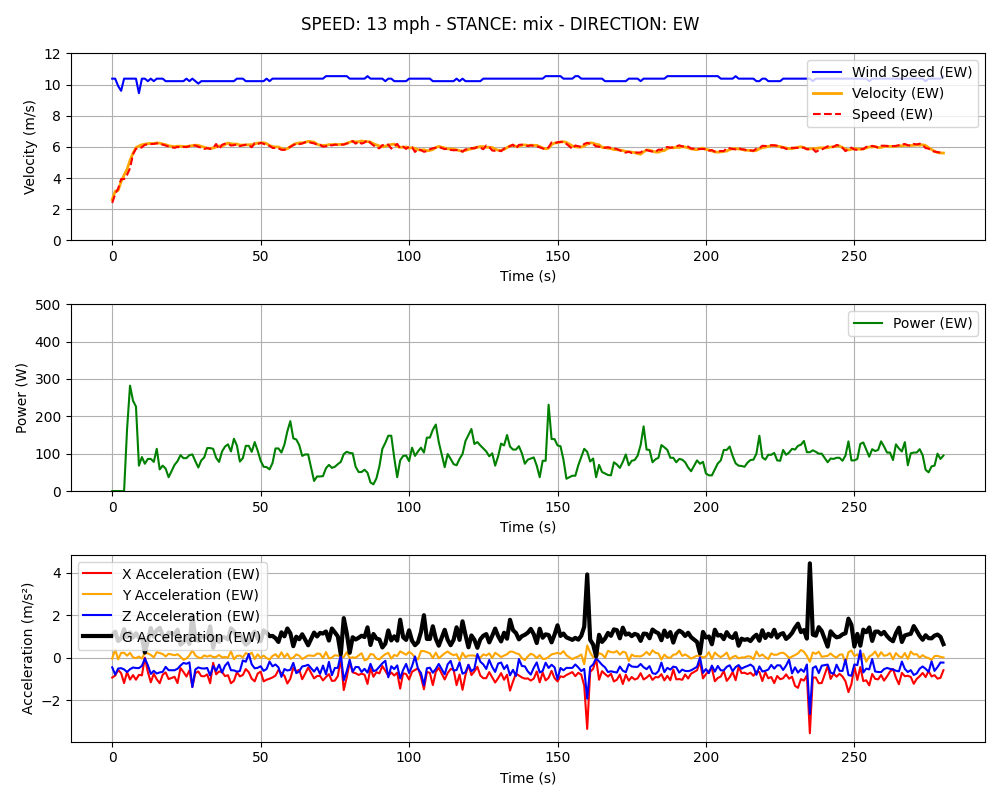 SPEED: 13 mph - STANCE: mix - DIRECTION: EW
12
10
8
6
4
2
0
Velocity (m/s)
Wind Speed (EW)
Velocity (EW)
Speed (EW)
0 50 100 150 200 250
Time (s)
500
400
300
200
100
0
Power (W)
Power (EW)
0 50 100 150 200 250
Time (s)
4
2
0
−2
Acceleration (m/s²)
X Acceleration (EW)
Y Acceleration (EW)
Z Acceleration (EW)
G Acceleration (EW)
0 50 100 150 200 250
Time (s)